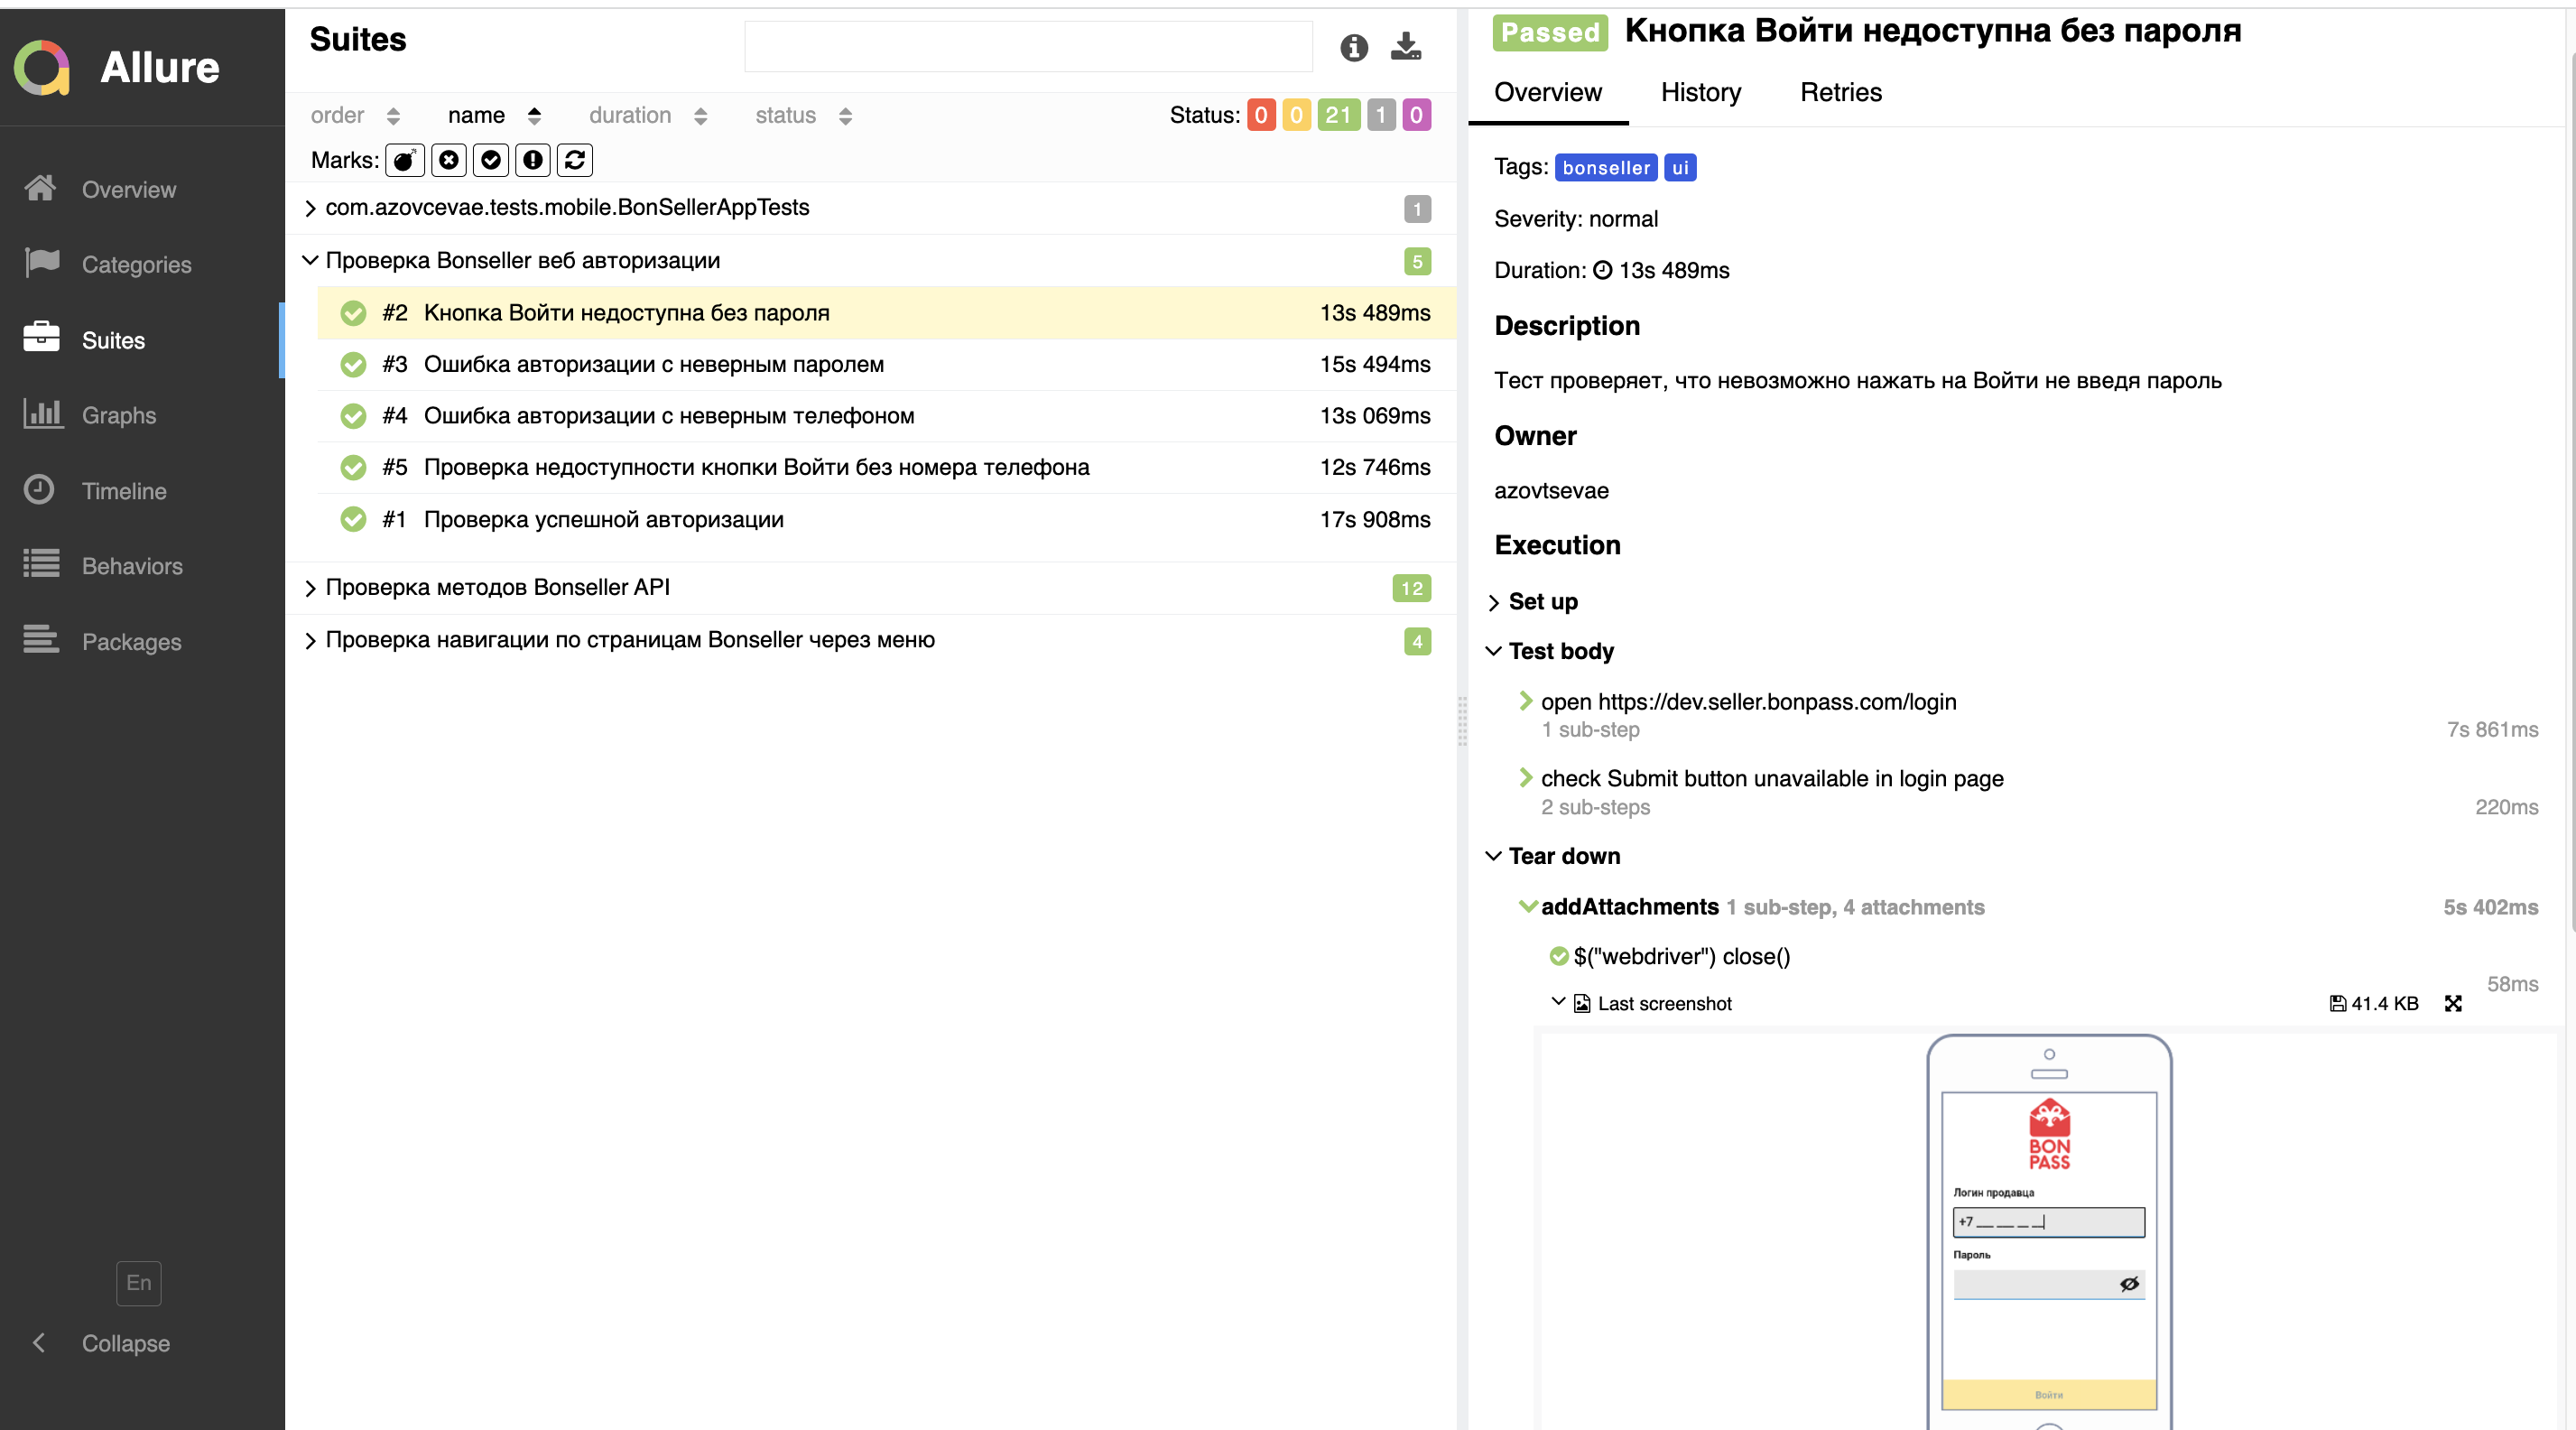 Allure
Overview
Categories
Suites
Graphs
Timeline
Behaviors
Packages
En
Collapse
Suites
order name duration status Status: 0 0 21 1 0
Marks:
com.azovcevae.tests.mobile.BonSellerAppTests 1
Проверка Bonseller веб авторизации 5
#2 Кнопка Войти недоступна без пароля 13s 489ms
#3 Ошибка авторизации с неверным паролем 15s 494ms
#4 Ошибка авторизации с неверным телефоном 13s 069ms
#5 Проверка недоступности кнопки Войти без номера телефона 12s 746ms
#1 Проверка успешной авторизации 17s 908ms
Проверка методов Bonseller API 12
Проверка навигации по страницам Bonseller через меню 4
Passed Кнопка Войти недоступна без пароля
Overview History Retries
Tags: bonseller ui
Severity: normal
Duration: 13s 489ms
Description
Тест проверяет, что невозможно нажать на Войти не введя пароль
Owner
azovtsevae
Execution
Set up
Test body
open https://dev.seller.bonpass.com/login
1 sub-step 7s 861ms
check Submit button unavailable in login page
2 sub-steps 220ms
Tear down
addAttachments 1 sub-step, 4 attachments 5s 402ms
$("webdriver") close()
58ms
Last screenshot 41.4 KB
BON
PASS
Логин продавца
+7 __ __ _ _
Пароль
Войти